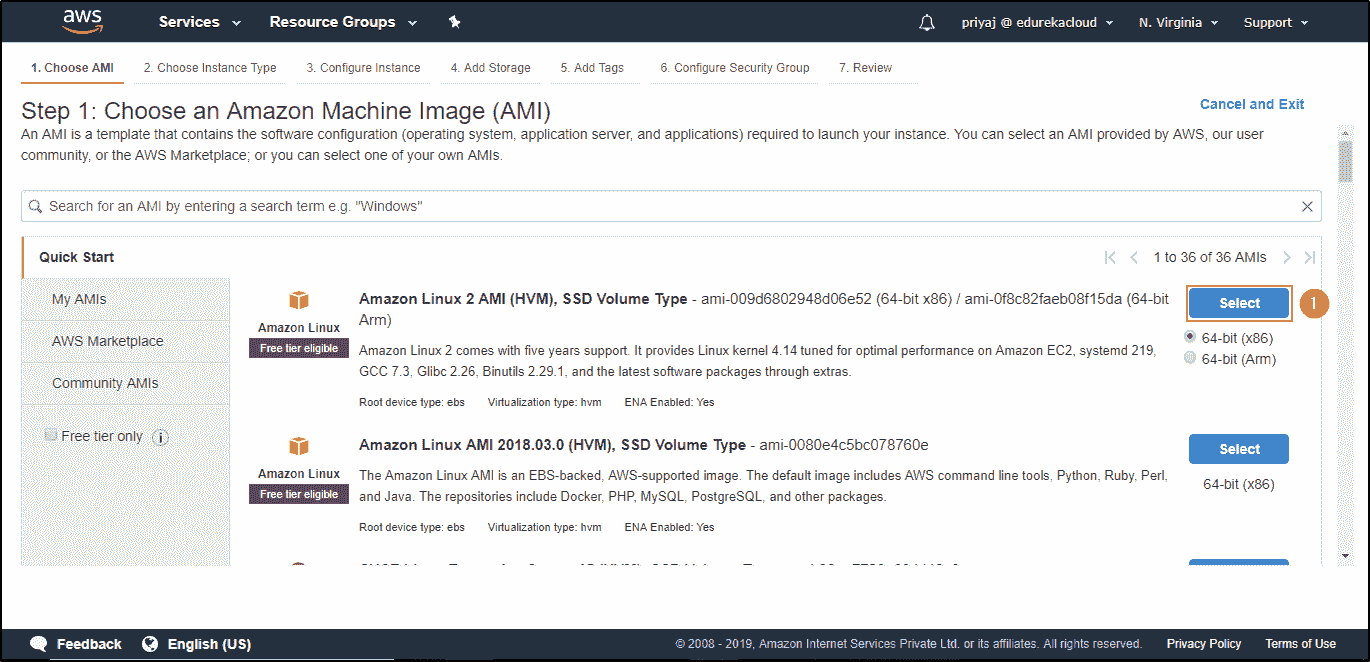 aws
Services Resource Groups priyaj @ edurekacloud N. Virginia Support
1. Choose AMI 2. Choose Instance Type 3. Configure Instance 4. Add Storage 5. Add Tags 6. Configure Security Group 7. Review
Step 1: Choose an Amazon Machine Image (AMI)
Cancel and Exit
An AMI is a template that contains the software configuration (operating system, application server, and applications) required to launch your instance. You can select an AMI provided by AWS, our user
community, or the AWS Marketplace; or you can select one of your own AMIs.
Search for an AMI by entering a search term e.g. "Windows"
Quick Start
1 to 36 of 36 AMIs
My AMIs
AWS Marketplace
Community AMIs
Free tier only i
Amazon Linux
Free tier eligible
Amazon Linux 2 AMI (HVM), SSD Volume Type - ami-009d6802948d06e52 (64-bit x86) / ami-0f8c82faeb08f15da (64-bit
Arm)
Amazon Linux 2 comes with five years support. It provides Linux kernel 4.14 tuned for optimal performance on Amazon EC2, systemd 219,
GCC 7.3, Glibc 2.26, Binutils 2.29.1, and the latest software packages through extras.
Root device type: ebs Virtualization type: hvm ENA Enabled: Yes
Select
1
64-bit (x86)
64-bit (Arm)
Amazon Linux
Free tier eligible
Amazon Linux AMI 2018.03.0 (HVM), SSD Volume Type - ami-0080e4c5bc078760e
The Amazon Linux AMI is an EBS-backed, AWS-supported image. The default image includes AWS command line tools, Python, Ruby, Perl,
and Java. The repositories include Docker, PHP, MySQL, PostgreSQL, and other packages.
Root device type: ebs Virtualization type: hvm ENA Enabled: Yes
Select
64-bit (x86)
Feedback English (US) © 2008 - 2019, Amazon Internet Services Private Ltd. or its affiliates. All rights reserved. Privacy Policy Terms of Use